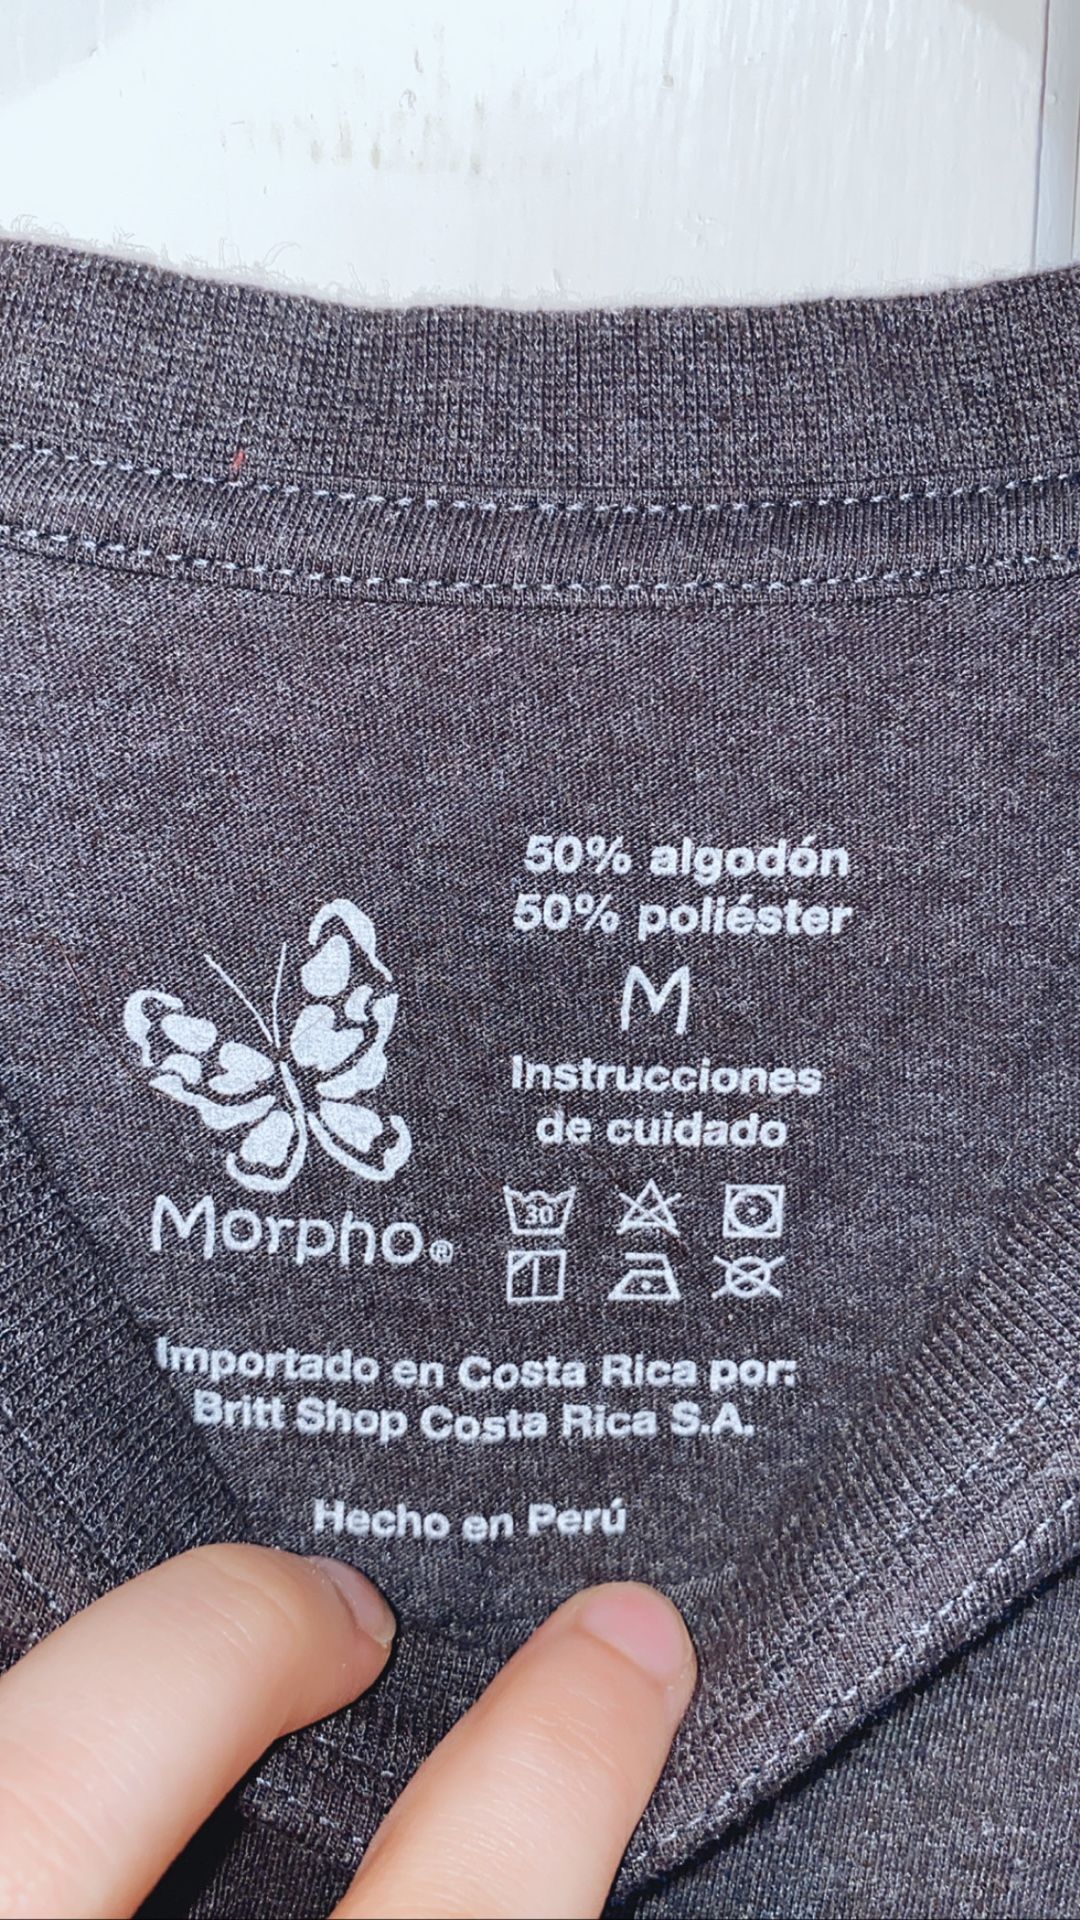 50% algodón
50% poliéster
M
Instrucciones
de cuidado
30
Morpho®
Importado en Costa Rica por:
Britt Shop Costa Rica S.A.
Hecho en Perú